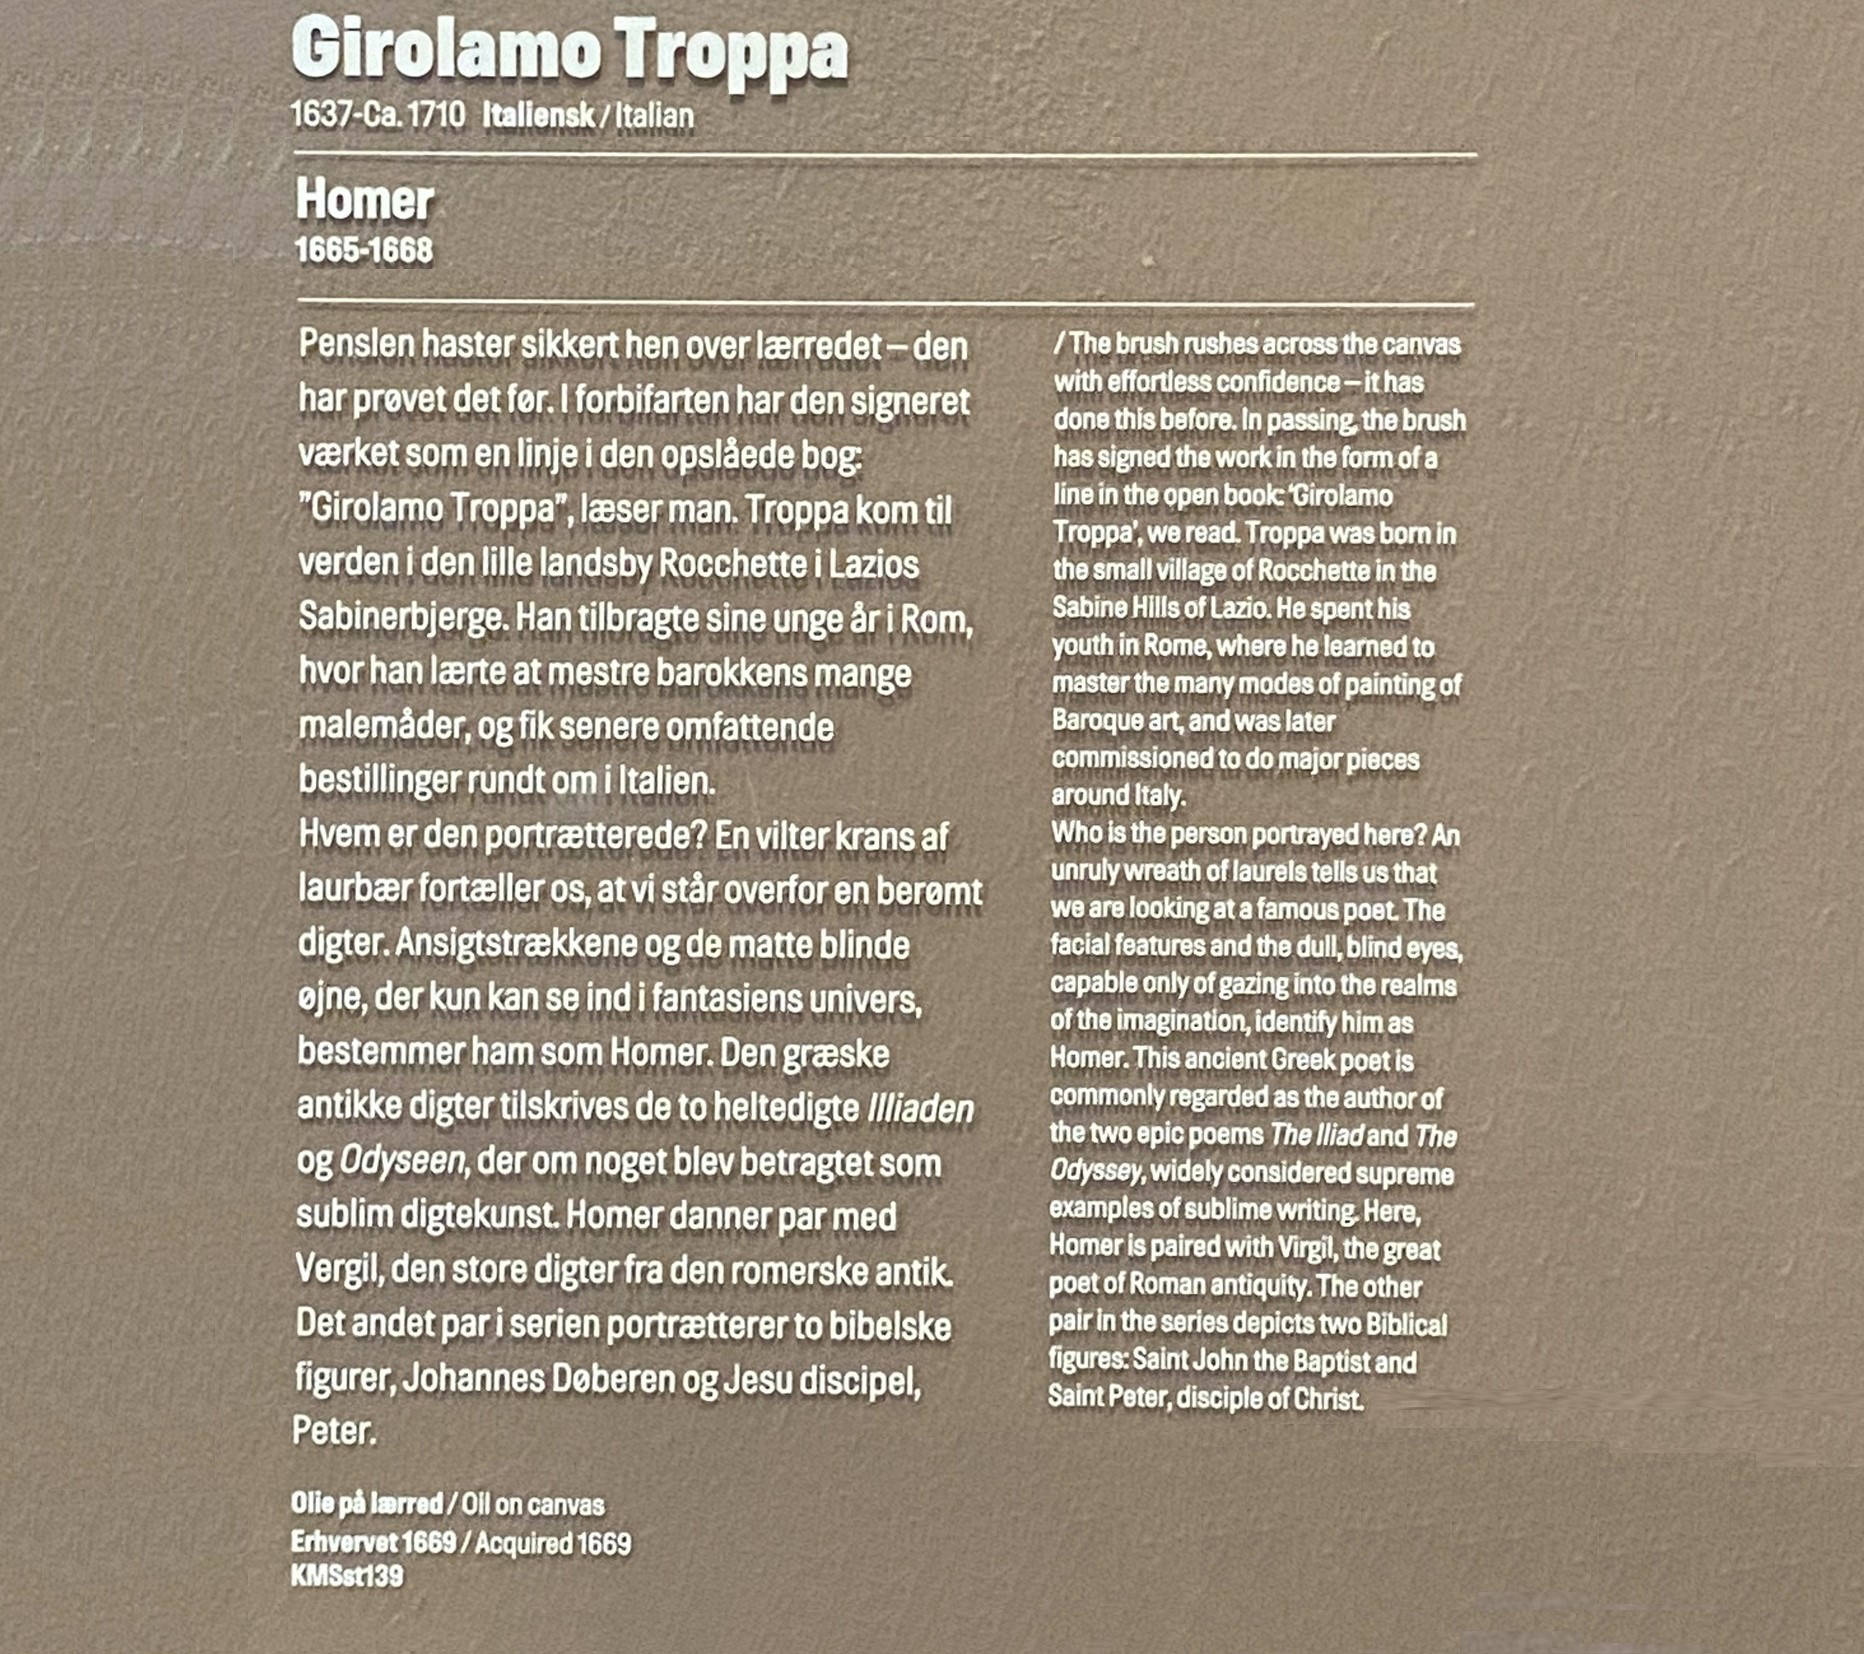 Girolamo Troppa
1637-Ca. 1710 Italiensk / Italian
Homer
1665-1668
Penslen haster sikkert hen over lærredet – den
har prøvet det før. I forbifarten har den signeret
værket som en linje i den opslåede bog:
"Girolamo Troppa", læser man. Troppa kom til
verden i den lille landsby Rocchette i Lazios
Sabinerbjerge. Han tilbragte sine unge år i Rom,
hvor han lærte at mestre barokkens mange
malemåder, og fik senere omfattende
bestillinger rundt om i Italien.
Hvem er den portrætterede? En vilter krans af
laurbær fortæller os, at vi står overfor en berømt
digter. Ansigtstrækkene og de matte blinde
øjne, der kun kan se ind i fantasiens univers,
bestemmer ham som Homer. Den græske
antikke digter tilskrives de to heltedigte Illiaden
og Odyseen, der om noget blev betragtet som
sublim digtekunst. Homer danner par med
Vergil, den store digter fra den romerske antik.
Det andet par i serien portrætterer to bibelske
figurer, Johannes Døberen og Jesu discipel,
Peter.
/ The brush rushes across the canvas
with effortless confidence – it has
done this before. In passing, the brush
has signed the work in the form of a
line in the open book: 'Girolamo
Troppa', we read. Troppa was born in
the small village of Rocchette in the
Sabine Hills of Lazio. He spent his
youth in Rome, where he learned to
master the many modes of painting of
Baroque art, and was later
commissioned to do major pieces
around Italy.
Who is the person portrayed here? An
unruly wreath of laurels tells us that
we are looking at a famous poet. The
facial features and the dull, blind eyes,
capable only of gazing into the realms
of the imagination, identify him as
Homer. This ancient Greek poet is
commonly regarded as the author of
the two epic poems The Iliad and The
Odyssey, widely considered supreme
examples of sublime writing. Here,
Homer is paired with Virgil, the great
poet of Roman antiquity. The other
pair in the series depicts two Biblical
figures: Saint John the Baptist and
Saint Peter, disciple of Christ.
Olie på lærred / Oil on canvas
Erhvervet 1669 / Acquired 1669
KMSst139